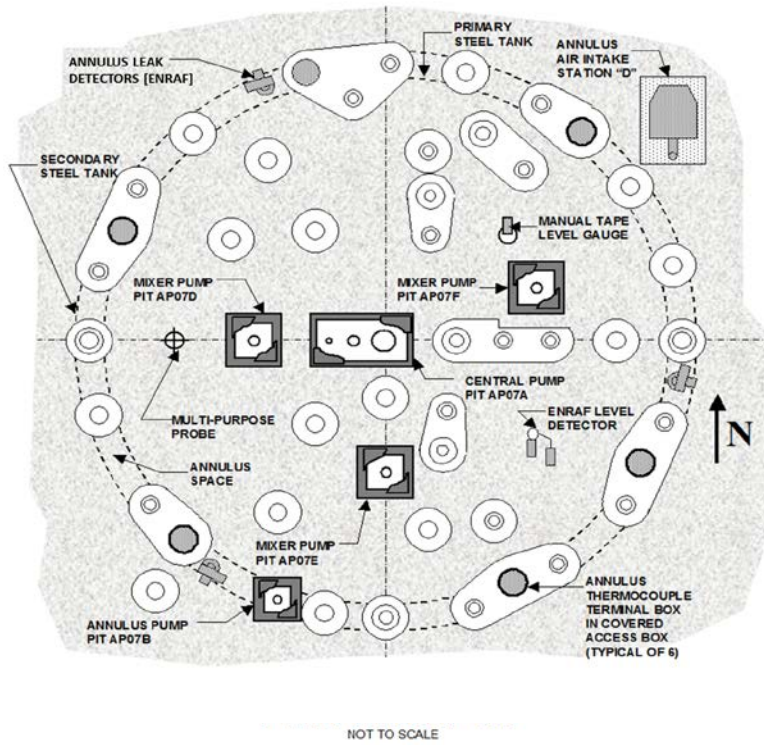 PRIMARY
STEEL TANK
ANNULUS
AIR INTAKE
STATION "D"
ANNULUS LEAK
DETECTORS [ENRAF]
SECONDARY
STEEL TANK
MANUAL TAPE
LEVEL GAUGE
MIXER PUMP
PIT AP07D
MIXER PUMP
PIT AP07F
CENTRAL PUMP
PIT AP07A
MULTI-PURPOSE
PROBE
ENRAF LEVEL
DETECTOR
N
ANNULUS
SPACE
MIXER PUMP
PIT AP07E
ANNULUS PUMP
PIT AP07B
ANNULUS
THERMOCOUPLE
TERMINAL BOX
IN COVERED
ACCESS BOX
(TYPICAL OF 6)
NOT TO SCALE